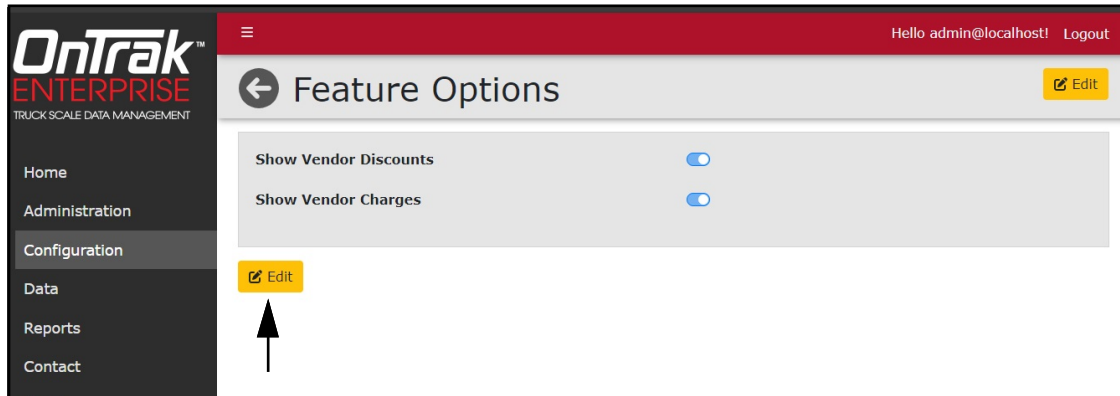 OnTrak™
ENTERPRISE
TRUCK SCALE DATA MANAGEMENT
Home
Administration
Configuration
Data
Reports
Contact
Hello admin@localhost! Logout
Feature Options
Edit
Show Vendor Discounts
Show Vendor Charges
Edit